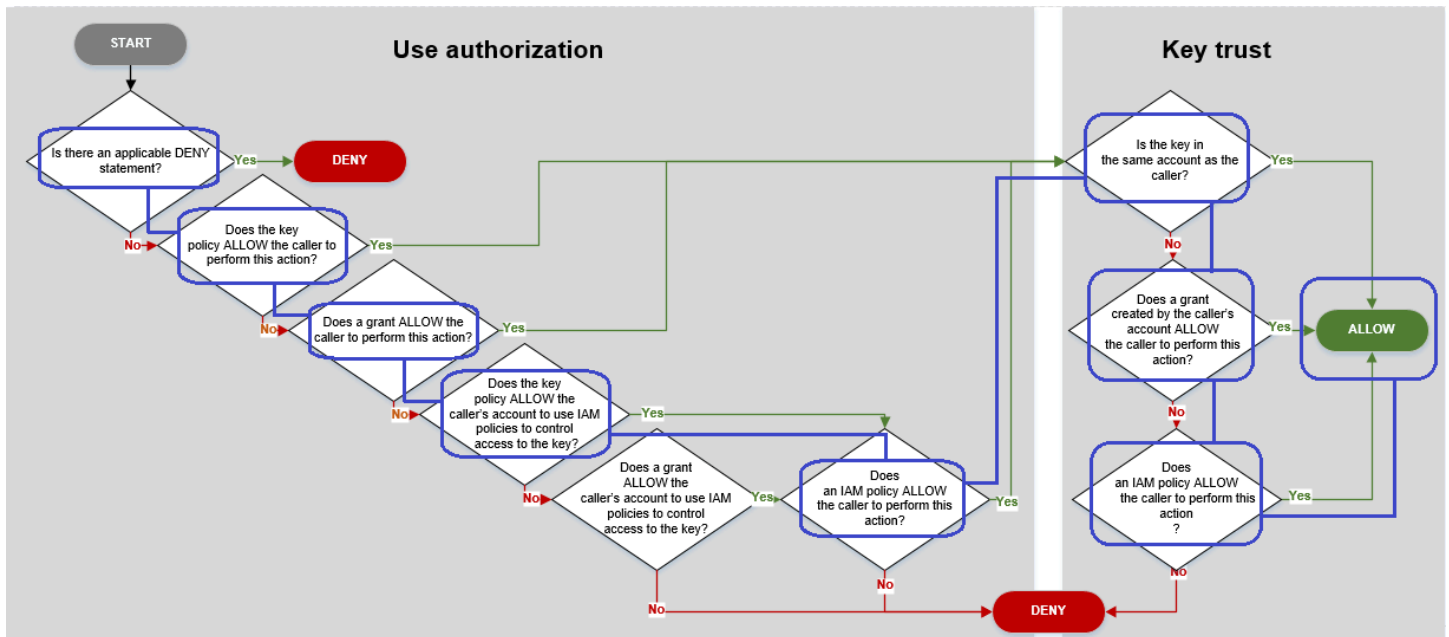 START
Use authorization
Key trust
Is there an applicable DENY
statement?
Yes
DENY
No
Does the key
policy ALLOW the caller to
perform this action?
Yes
No
Does a grant ALLOW the
caller to perform this action?
Yes
No
Does the key
policy ALLOW the
caller's account to use IAM
policies to control
access to the key?
Yes
No
Does a grant
ALLOW the
caller's account to use IAM
policies to control
access to the key?
Yes
No
Does
an IAM policy ALLOW
the caller to perform this
action?
Yes
No
Is the key in
the same account as the
caller?
Yes
No
Does a grant
created by the caller's
account ALLOW
the caller to perform this
action?
Yes
ALLOW
No
Does
an IAM policy ALLOW
the caller to perform this
action
?
Yes
No
DENY